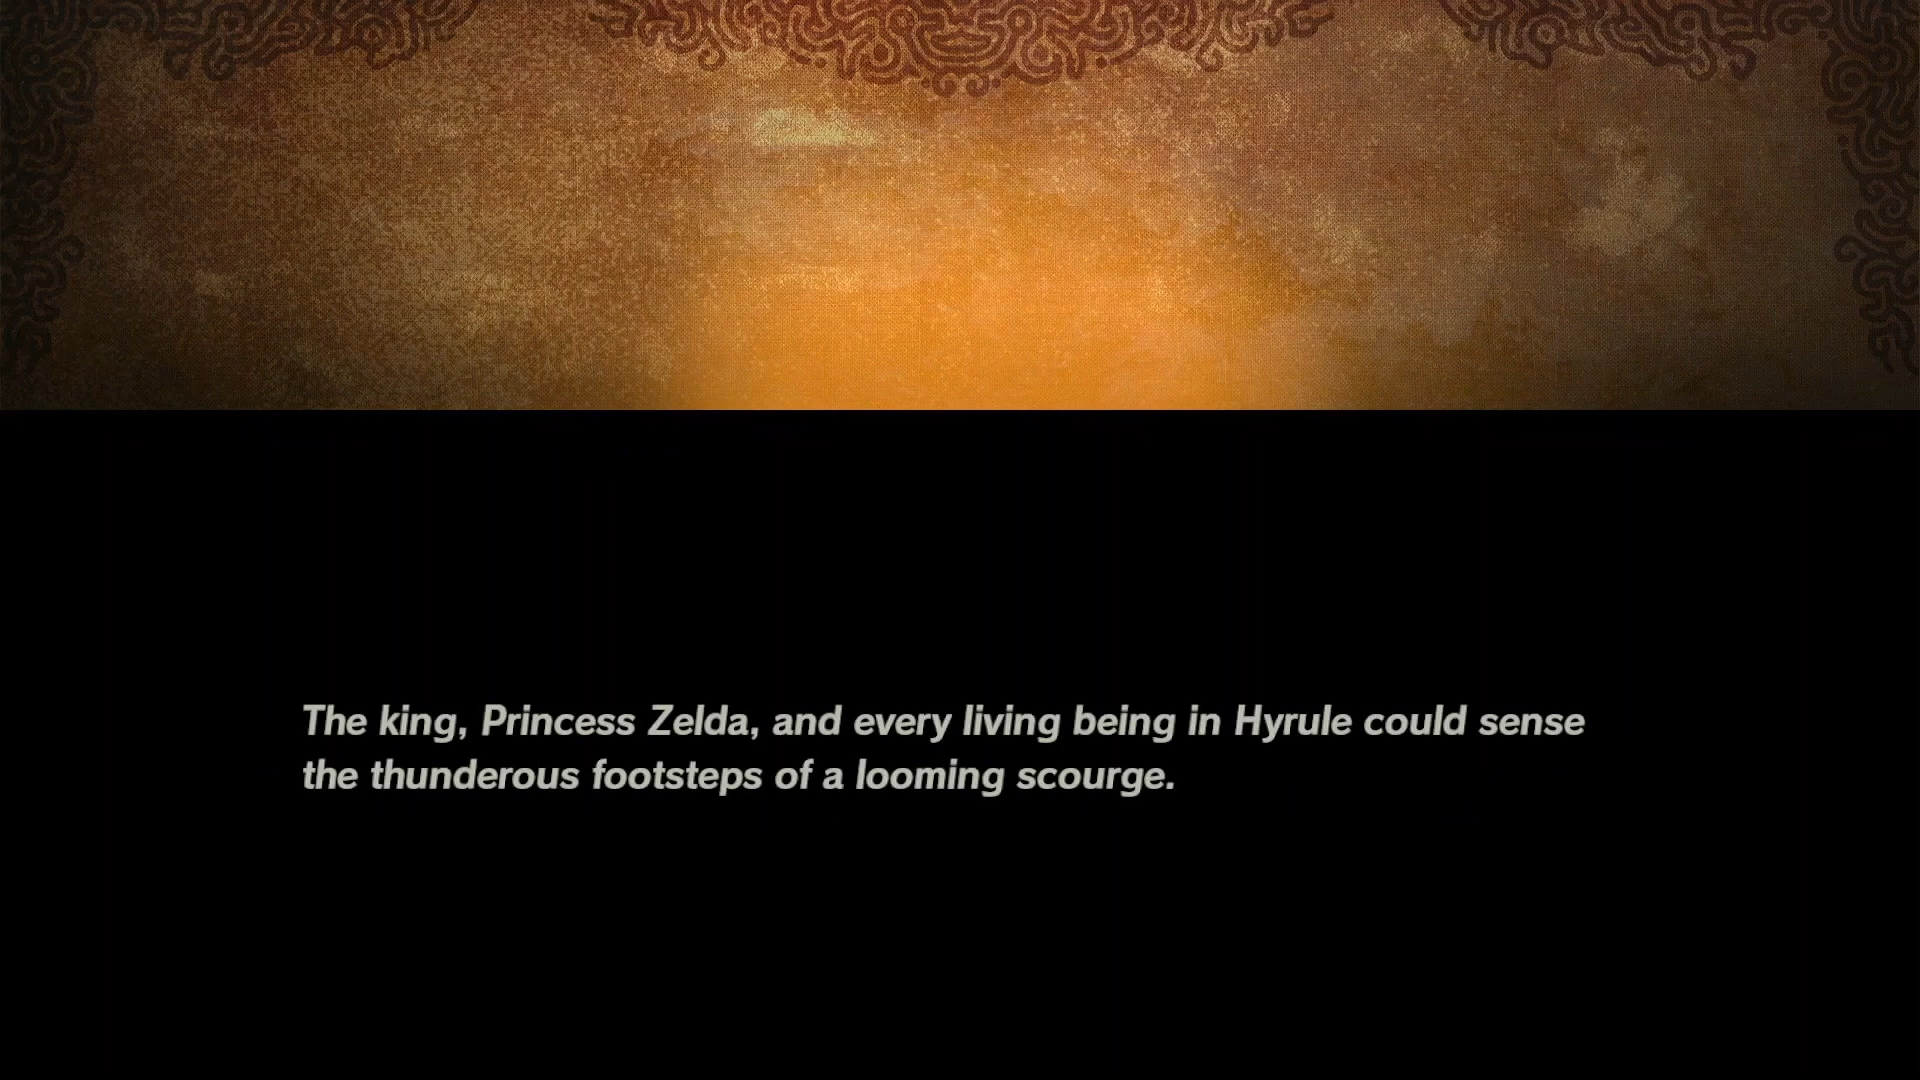 The king, Princess Zelda, and every living being in Hyrule could sense
the thunderous footsteps of a looming scourge.